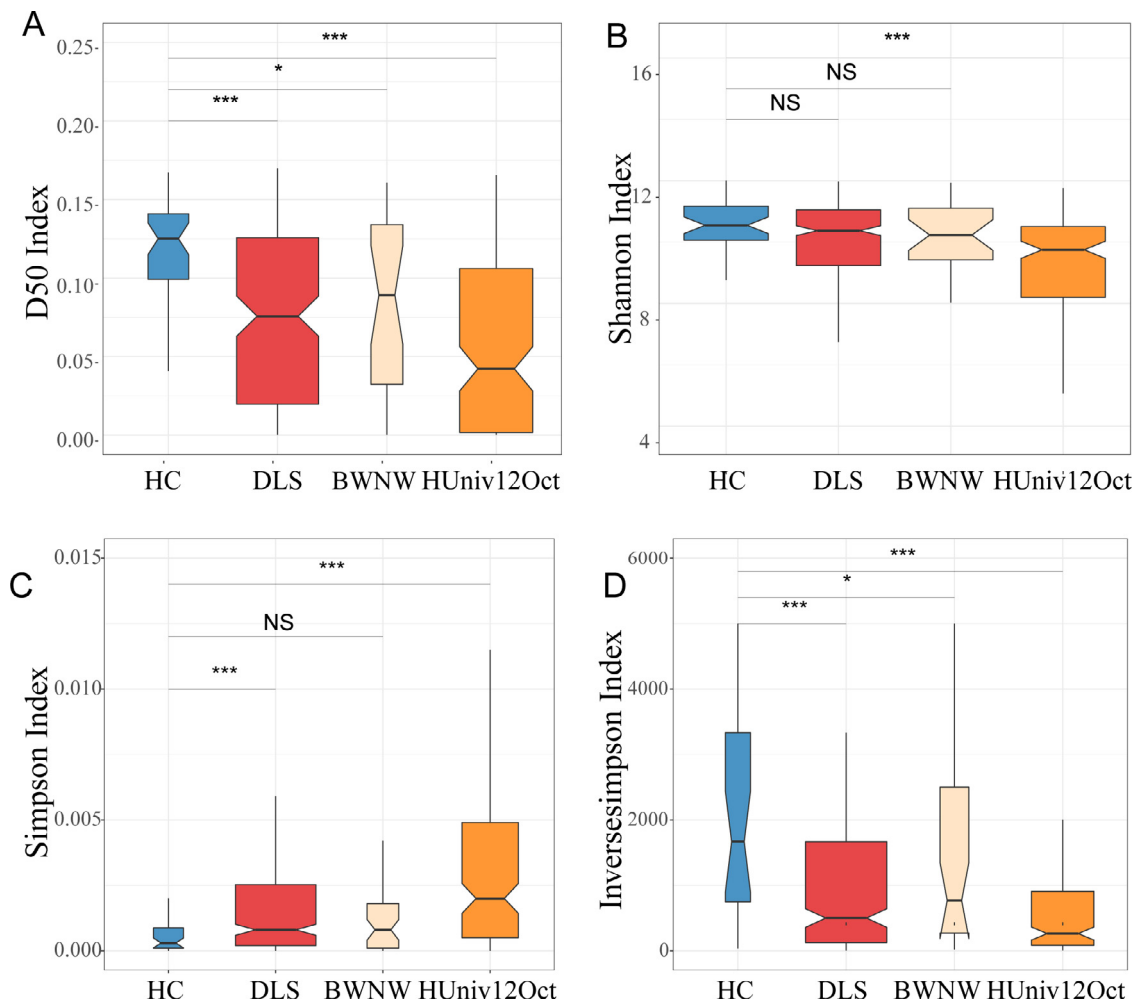 A
D50 Index
0.25-
0.20-
0.15-
0.10-
0.05-
0.00-
***
*
***
HC DLS BWNW HUniv12Oct
B
Shannon Index
16
12
8
4
***
NS
NS
HC DLS BWNW HUniv12Oct
C
Simpson Index
0.015
0.010
0.005
0.000
***
NS
***
HC DLS BWNW HUniv12Oct
D
Inversesimpson Index
6000
4000
2000
0
***
*
***
HC DLS BWNW HUniv12Oct